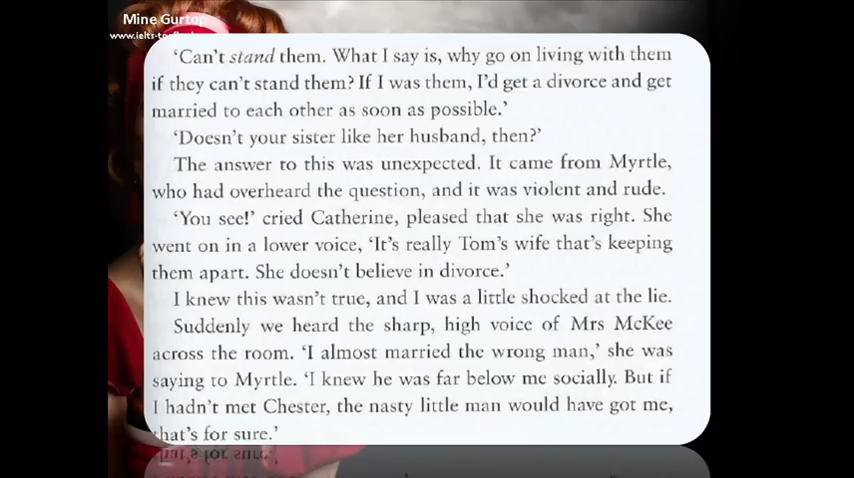 Mine Gurtop
www.ielts-to
'Can't stand them. What I say is, why go on living with them
if they can't stand them? If I was them, I'd get a divorce and get
married to each other as soon as possible.'
'Doesn't your sister like her husband, then?'
The answer to this was unexpected. It came from Myrtle,
who had overheard the question, and it was violent and rude.
'You see!' cried Catherine, pleased that she was right. She
went on in a lower voice, 'It's really Tom's wife that's keeping
them apart. She doesn't believe in divorce.'
I knew this wasn't true, and I was a little shocked at the lie.
Suddenly we heard the sharp, high voice of Mrs McKee
across the room. 'I almost married the wrong man,' she was
saying to Myrtle. 'I knew he was far below me socially. But if
I hadn't met Chester, the nasty little man would have got me,
that's for sure.'